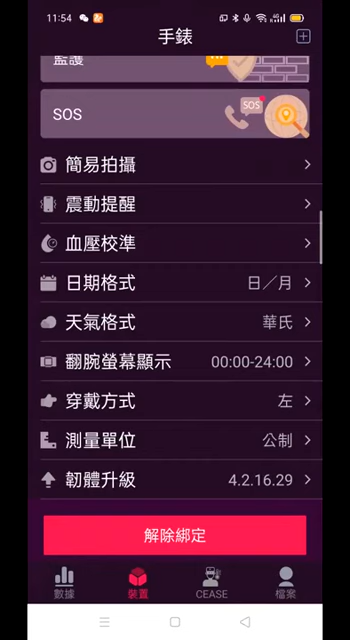 11:54
手錶
監護
SOS
SOS
簡易拍攝
震動提醒
血壓校準
日期格式 日／月
天氣格式 華氏
翻腕螢幕顯示 00:00-24:00
穿戴方式 左
測量單位 公制
韌體升級 4.2.16.29
解除綁定
數據 裝置 CEASE 檔案